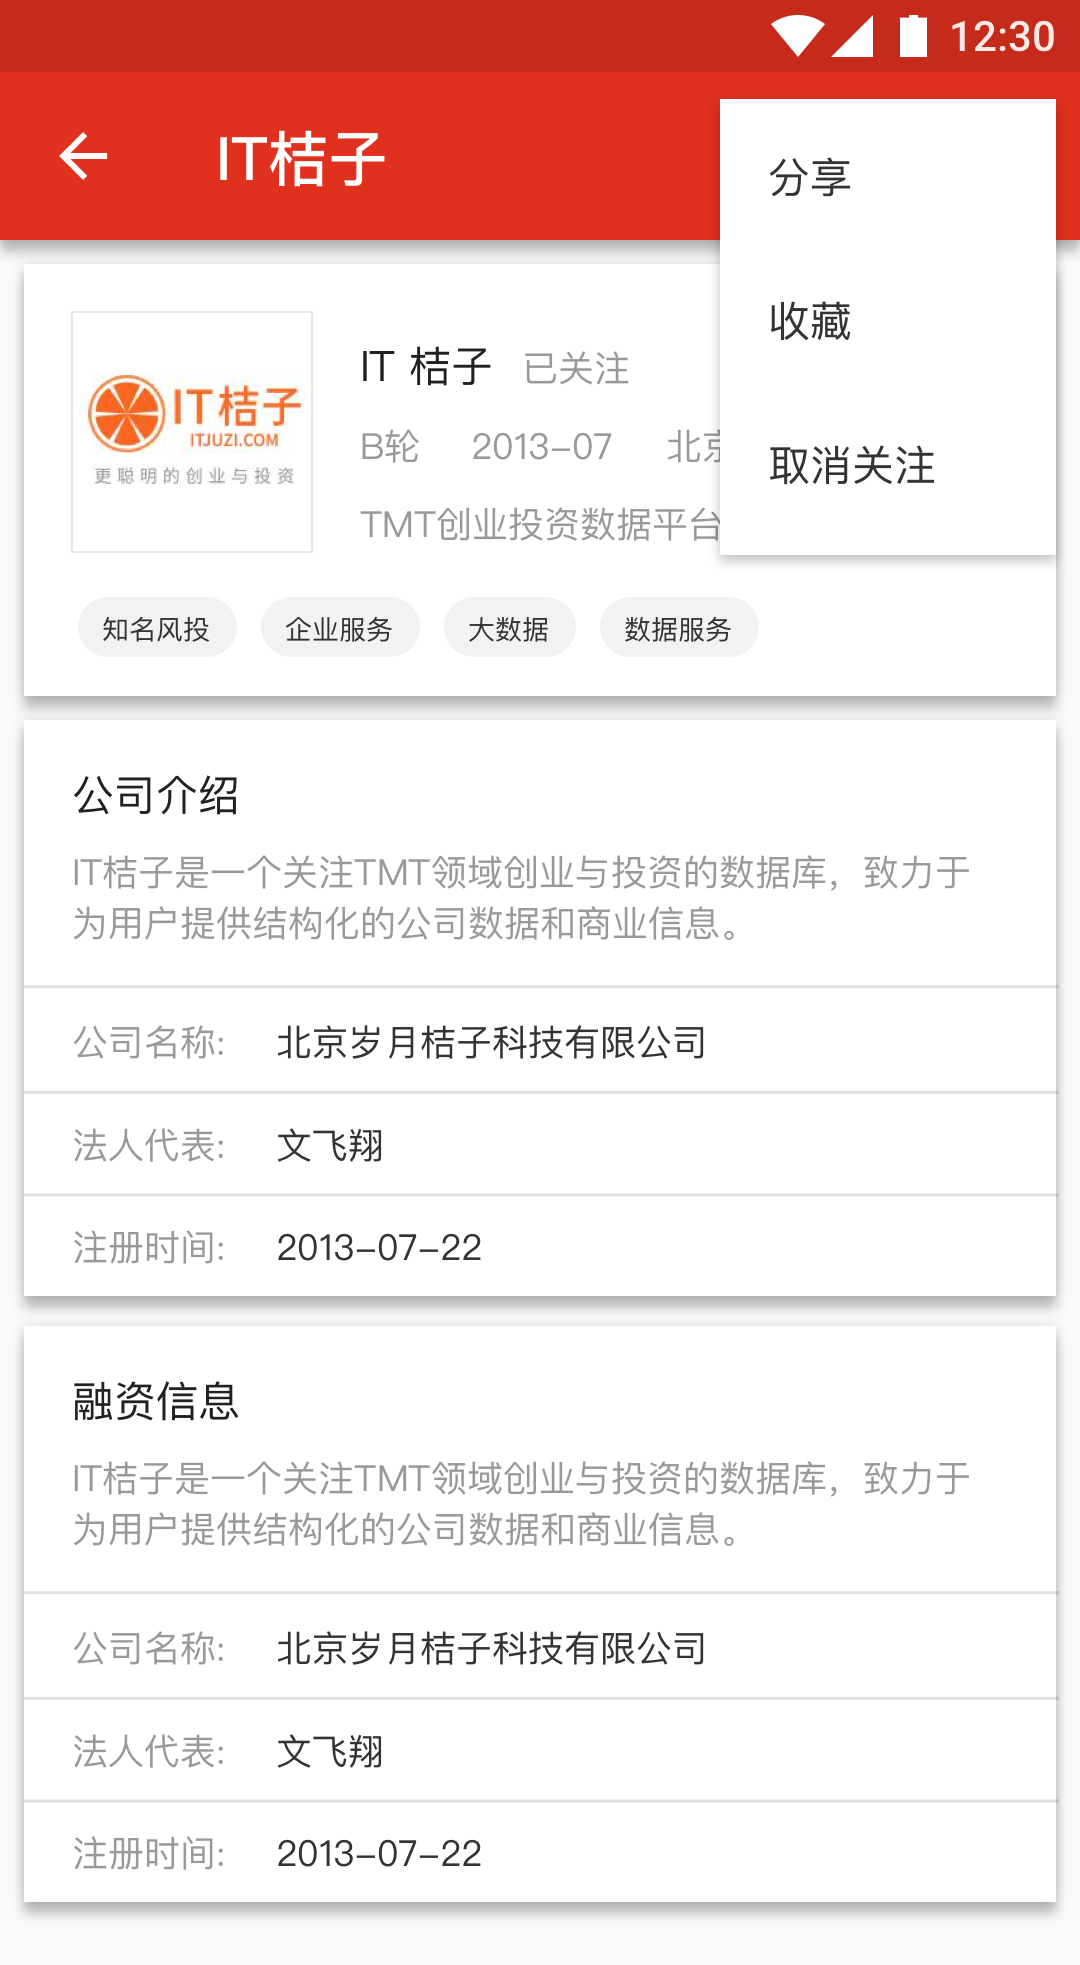 12:30
IT桔子
分享
收藏
取消关注
IT桔子
ITJUZI.COM
更聪明的创业与投资
IT 桔子 已关注
B轮 2013-07 北京
TMT创业投资数据平台
知名风投 企业服务 大数据 数据服务
公司介绍
IT桔子是一个关注TMT领域创业与投资的数据库，致力于
为用户提供结构化的公司数据和商业信息。
公司名称: 北京岁月桔子科技有限公司
法人代表: 文飞翔
注册时间: 2013-07-22
融资信息
IT桔子是一个关注TMT领域创业与投资的数据库，致力于
为用户提供结构化的公司数据和商业信息。
公司名称: 北京岁月桔子科技有限公司
法人代表: 文飞翔
注册时间: 2013-07-22